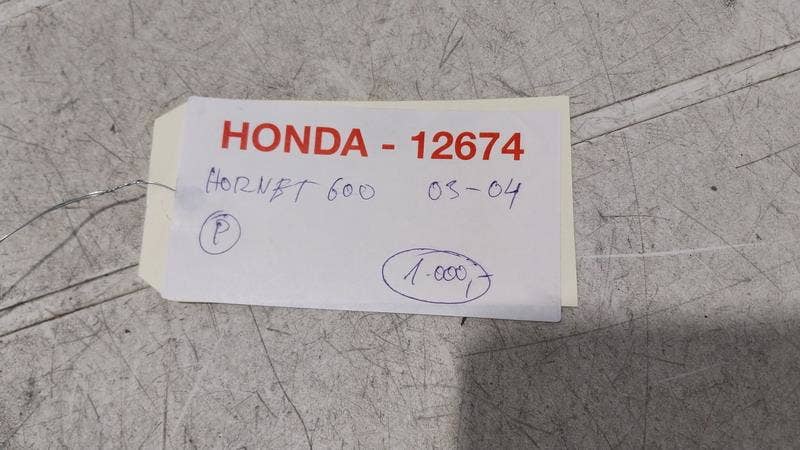 HONDA - 12674
HORNET 600 03-04
P
1.000,-